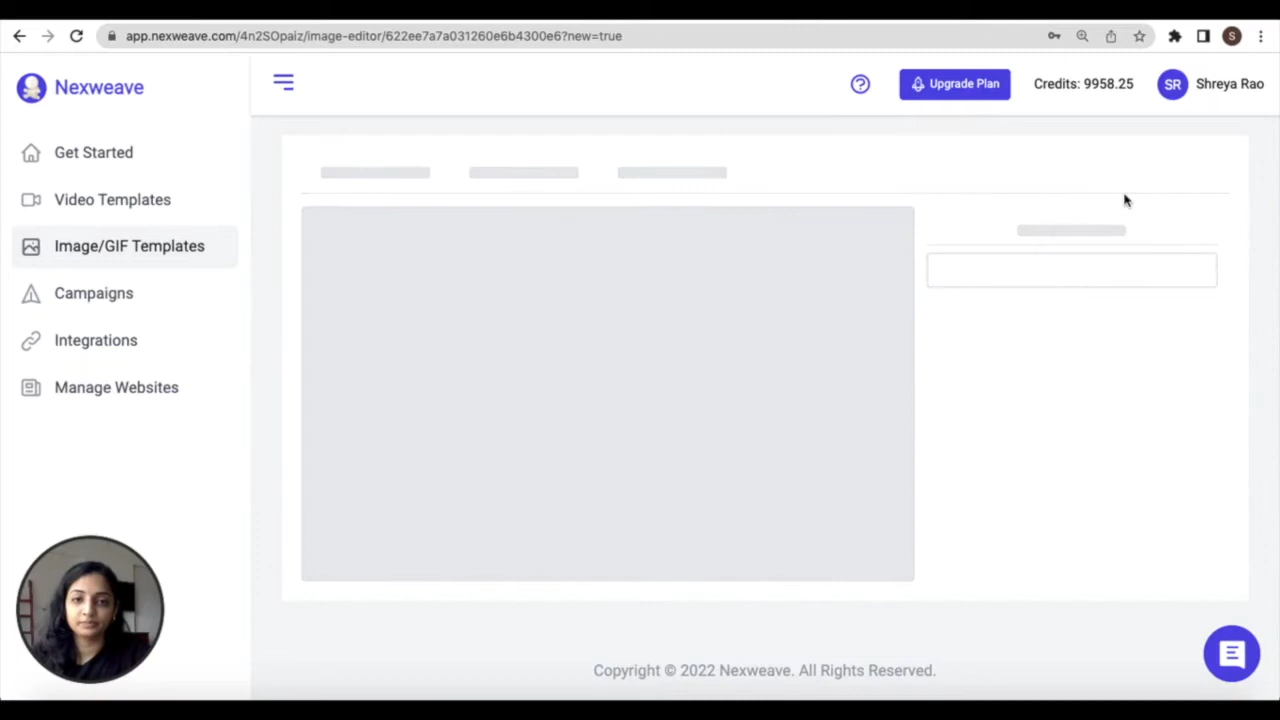 app.nexweave.com/4n2SOpaiz/image-editor/622ee7a7a031260e6b4300e6?new=true
S
Nexweave
Upgrade Plan
Credits: 9958.25
SR
Shreya Rao
Get Started
Video Templates
Image/GIF Templates
Campaigns
Integrations
Manage Websites
Copyright © 2022 Nexweave. All Rights Reserved.